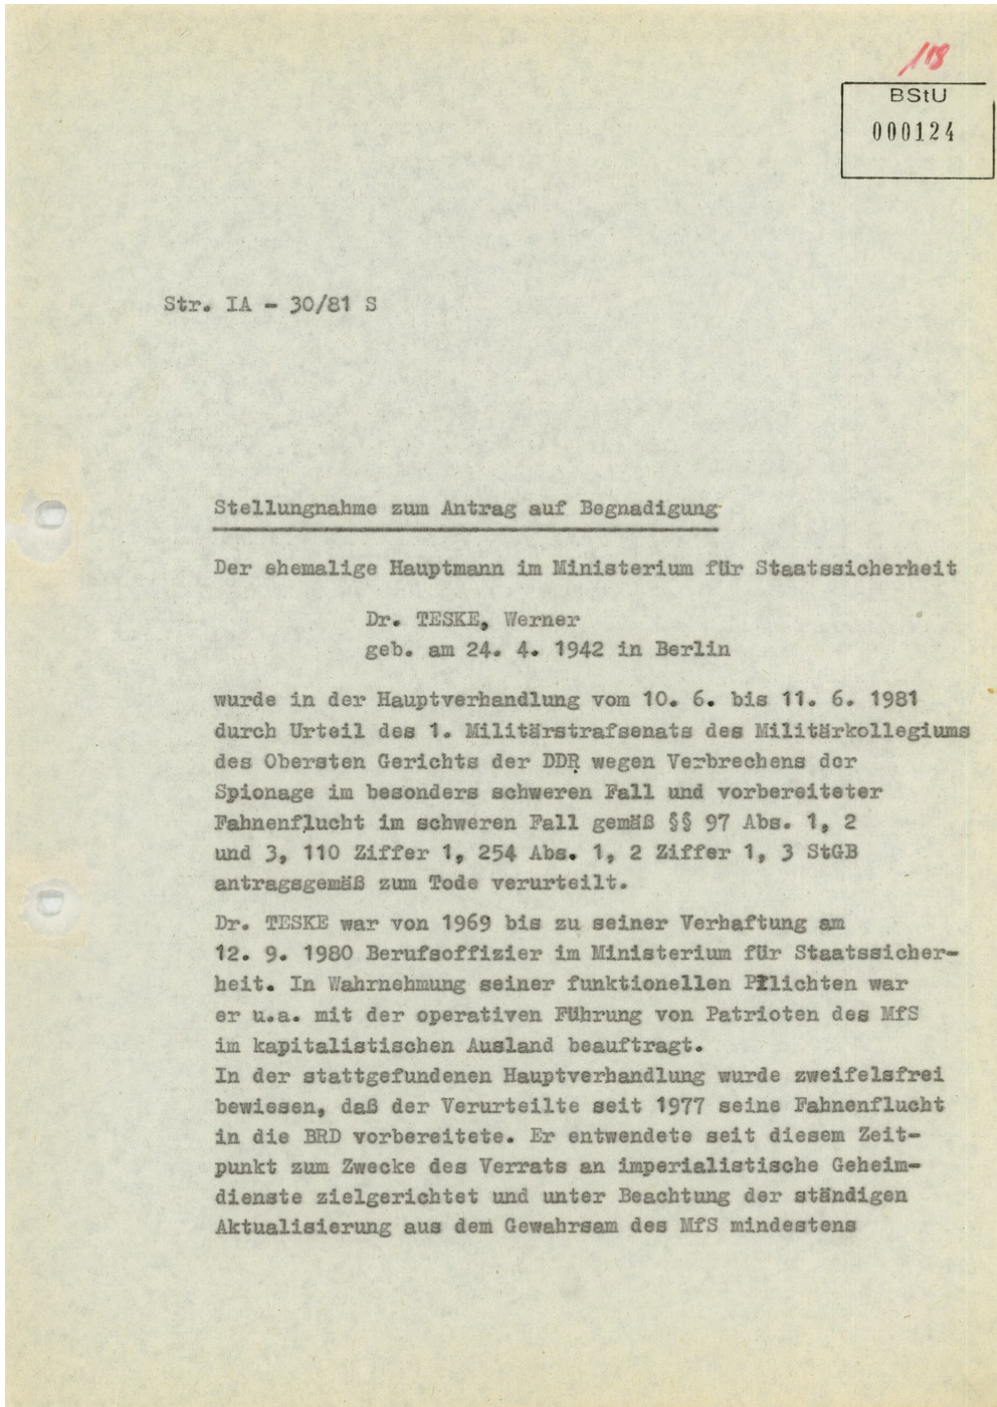 118
BStU
000124
Str. IA - 30/81 S
Stellungnahme zum Antrag auf Begnadigung
Der ehemalige Hauptmann im Ministerium für Staatssicherheit
Dr. TESKE, Werner
geb. am 24. 4. 1942 in Berlin
wurde in der Hauptverhandlung vom 10. 6. bis 11. 6. 1981
durch Urteil des 1. Militärstrafsenats des Militärkollegiums
des Obersten Gerichts der DDR wegen Verbrechens der
Spionage im besonders schweren Fall und vorbereiteter
Fahnenflucht im schweren Fall gemäß §§ 97 Abs. 1, 2
und 3, 110 Ziffer 1, 254 Abs. 1, 2 Ziffer 1, 3 StGB
antragsgemäß zum Tode verurteilt.
Dr. TESKE war von 1969 bis zu seiner Verhaftung am
12. 9. 1980 Berufsoffizier im Ministerium für Staatssicher-
heit. In Wahrnehmung seiner funktionellen Pflichten war
er u.a. mit der operativen Führung von Patrioten des MfS
im kapitalistischen Ausland beauftragt.
In der stattgefundenen Hauptverhandlung wurde zweifelsfrei
bewiesen, daß der Verurteilte seit 1977 seine Fahnenflucht
in die BRD vorbereitete. Er entwendete seit diesem Zeit-
punkt zum Zwecke des Verrats an imperialistische Geheim-
dienste zielgerichtet und unter Beachtung der ständigen
Aktualisierung aus dem Gewahrsam des MfS mindestens